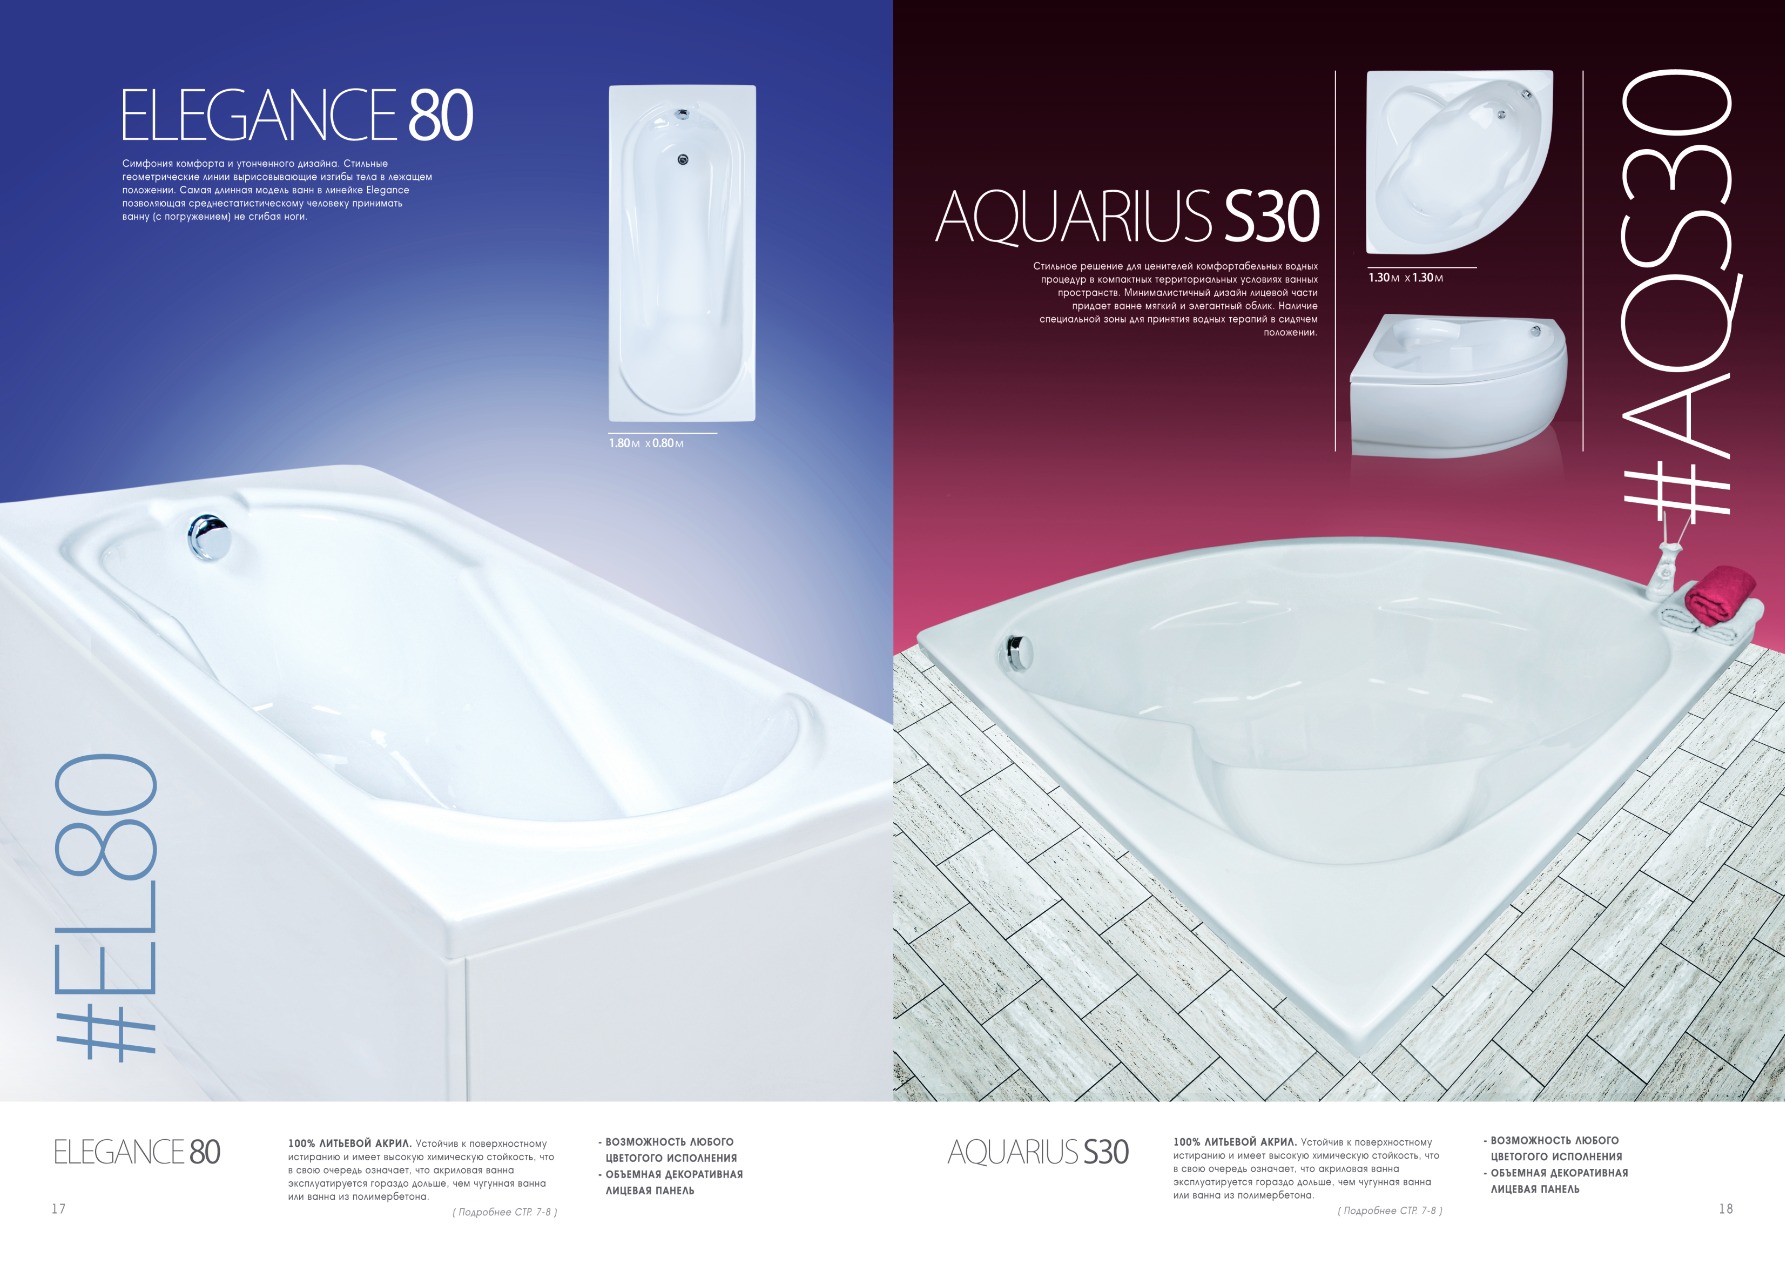 ELEGANCE 80
Симфония комфорта и утонченного дизайна. Стильные
геометрические линии вырисовывающие изгибы тела в лежащем
положении. Самая длинная модель ванн в линейке Elegance
позволяющая среднестатистическому человеку принимать
ванну (с погружением) не сгибая ноги.
1.80м х 0.80м
#EL80
ELEGANCE 80
100% ЛИТЬЕВОЙ АКРИЛ. Устойчив к поверхностному
истиранию и имеет высокую химическую стойкость, что
в свою очередь означает, что акриловая ванна
эксплуатируется гораздо дольше, чем чугунная ванна
или ванна из полимербетона.
( Подробнее СТР. 7-8 )
- ВОЗМОЖНОСТЬ ЛЮБОГО
ЦВЕТОГОГО ИСПОЛНЕНИЯ
- ОБЪЕМНАЯ ДЕКОРАТИВНАЯ
ЛИЦЕВАЯ ПАНЕЛЬ
17
AQUARIUS S30
Стильное решение для ценителей комфортабельных водных
процедур в компактных территориальных условиях ванных
пространств. Минималистичный дизайн лицевой части
придает ванне мягкий и элегантный облик. Наличие
специальной зоны для принятия водных терапий в сидячем
положении.
1.30м х 1.30м
#AQS30
AQUARIUS S30
100% ЛИТЬЕВОЙ АКРИЛ. Устойчив к поверхностному
истиранию и имеет высокую химическую стойкость, что
в свою очередь означает, что акриловая ванна
эксплуатируется гораздо дольше, чем чугунная ванна
или ванна из полимербетона.
( Подробнее СТР. 7-8 )
- ВОЗМОЖНОСТЬ ЛЮБОГО
ЦВЕТОГОГО ИСПОЛНЕНИЯ
- ОБЪЕМНАЯ ДЕКОРАТИВНАЯ
ЛИЦЕВАЯ ПАНЕЛЬ
18